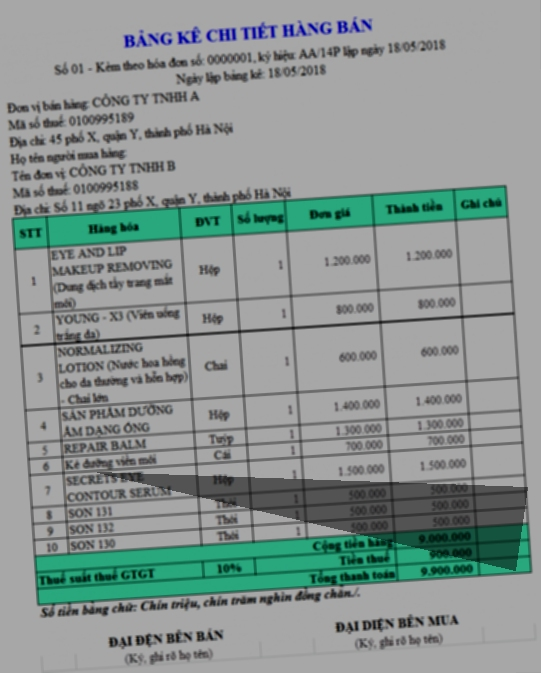 BẢNG KÊ CHI TIẾT HÀNG BÁN
Số 01 - Kèm theo hóa đơn số: 0000001, ký hiệu: AA/14P lập ngày 18/05/2018
Ngày lập bảng kê: 18/05/2018
Đơn vị bán hàng: CÔNG TY TNHH A
Mã số thuế: 0100995189
Địa chỉ: 45 phố X, quận Y, thành phố Hà Nội
Họ tên người mua hàng:
Tên đơn vị: CÔNG TY TNHH B
Mã số thuế: 0100995188
Địa chỉ: Số 11 ngõ 23 phố X, quận Y, thành phố Hà Nội
STT Hàng hóa ĐVT Số lượng Đơn giá Thành tiền Ghi chú
EYE AND LIP
1 MAKEUP REMOVING Hộp 1 1.200.000 1.200.000
(Dung dịch tẩy trang mắt
môi)
2 YOUNG - X3 (Viên uống Hộp 1 800.000 800.000
trắng da)
NORMALIZING
3 LOTION (Nước hoa hồng Chai 1 600.000 600.000
cho da thường và hỗn hợp)
- Chai lớn
4 SẢN PHẨM DƯỠNG Hộp 1 1.400.000 1.400.000
ẨM DẠNG ỐNG
5 REPAIR BALM Tuýp 1 1.300.000 1.300.000
6 Kẻ đường viền môi Cái 1 700.000 700.000
7 SECRETS EYE Hộp 1 1.500.000 1.500.000
CONTOUR SERUM
8 SON 131 Thỏi 1 500.000 500.000
9 SON 132 Thỏi 1 500.000 500.000
10 SON 130 Thỏi 1 500.000 500.000
Cộng tiền hàng 9.000.000
Thuế suất thuế GTGT 10% Tiền thuế 900.000
Tổng thanh toán 9.900.000
Số tiền bằng chữ: Chín triệu, chín trăm nghìn đồng chẵn./.
ĐẠI ĐIỆN BÊN BÁN ĐẠI DIỆN BÊN MUA
(Ký, ghi rõ họ tên) (Ký, ghi rõ họ tên)